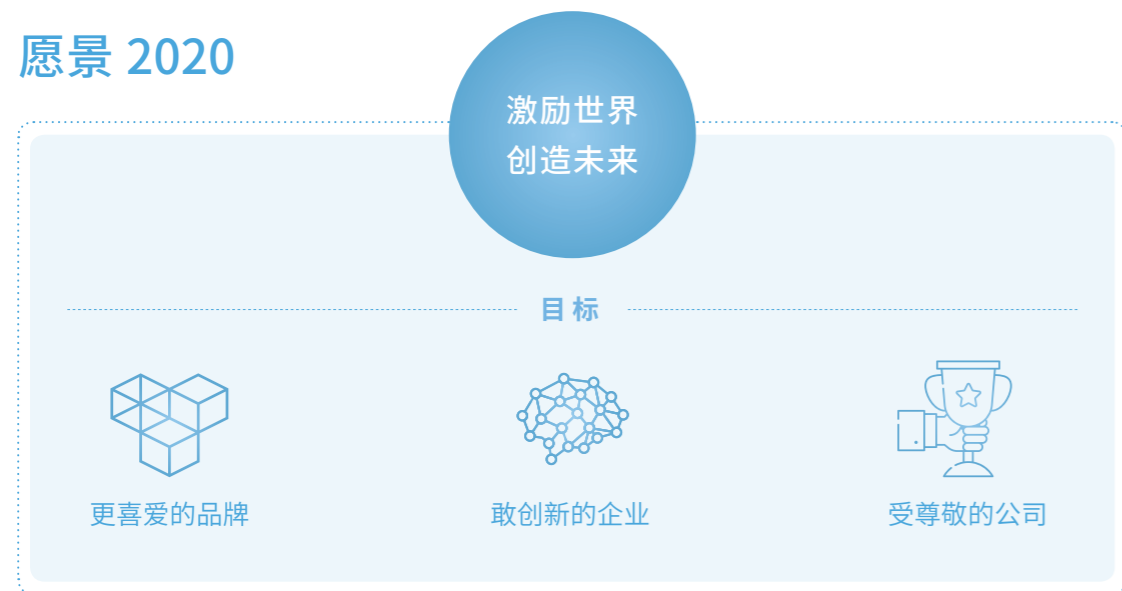 愿景 2020
激励世界
创造未来
目标
更喜爱的品牌
敢创新的企业
受尊敬的公司